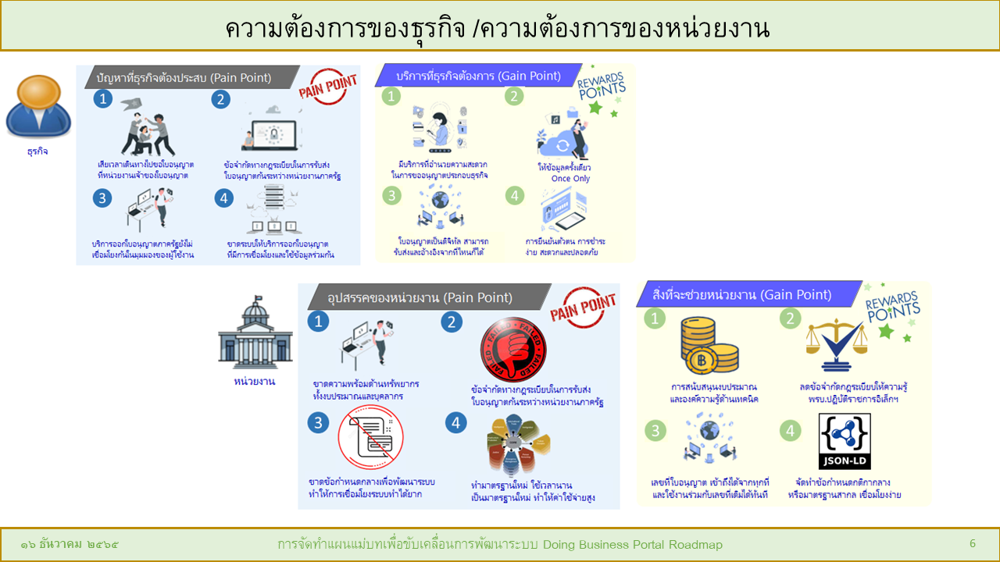 ความต้องการของธุรกิจ /ความต้องการของหน่วยงาน
ธุรกิจ
ปัญหาที่ธุรกิจต้องประสบ (Pain Point)
PAIN POINT
1
เสียเวลาเดินทางไปขอใบอนุญาต
ที่หน่วยงานเจ้าของใบอนุญาต
2
ข้อจำกัดทางกฎระเบียบในการรับส่ง
ใบอนุญาตกันระหว่างหน่วยงานภาครัฐ
3
บริการออกใบอนุญาตภาครัฐยังไม่
เชื่อมโยงกันในมุมมองของผู้ใช้งาน
4
ขาดระบบให้บริการออกใบอนุญาต
ที่มีการเชื่อมโยงและใช้ข้อมูลร่วมกัน
บริการที่ธุรกิจต้องการ (Gain Point)
REWARDS
POiNTS
1
มีบริการที่อำนวยความสะดวก
ในการขออนุญาตประกอบธุรกิจ
2
ให้ข้อมูลครั้งเดียว
Once Only
3
ใบอนุญาตเป็นดิจิทัล สามารถ
รับส่งและอ้างอิงจากที่ไหนก็ได้
4
การยืนยันตัวตน การชำระ
ง่าย สะดวกและปลอดภัย
หน่วยงาน
อุปสรรคของหน่วยงาน (Pain Point)
PAIN POINT
1
ขาดความพร้อมด้านทรัพยากร
ทั้งงบประมาณและบุคลากร
2
FAILED · FAILED · FAILED · FAILED
ข้อจำกัดทางกฎระเบียบในการรับส่ง
ใบอนุญาตกันระหว่างหน่วยงานภาครัฐ
3
ขาดข้อกำหนดกลางเพื่อพัฒนาระบบ
ทำให้การเชื่อมโยงระบบทำได้ยาก
4
ทำมาตรฐานใหม่ ใช้เวลานาน
เป็นมาตรฐานใหม่ ทำให้ค่าใช้จ่ายสูง
สิ่งที่จะช่วยหน่วยงาน (Gain Point)
REWARDS
POiNTS
1
การสนับสนุนงบประมาณ
และองค์ความรู้ด้านเทคนิค
2
ลดข้อจำกัดกฎระเบียบให้ความรู้
พรบ.ปฏิบัติราชการอิเล็กฯ
3
เลขที่ใบอนุญาต เข้าถึงได้จากทุกที่
และใช้งานร่วมกับเลขที่เดิมได้ทันที
4
JSON-LD
จัดทำข้อกำหนดกติกากลาง
หรือมาตรฐานสากล เชื่อมโยงง่าย
๑๖ ธันวาคม ๒๕๖๕
การจัดทำแผนแม่บทเพื่อขับเคลื่อนการพัฒนาระบบ Doing Business Portal Roadmap
6